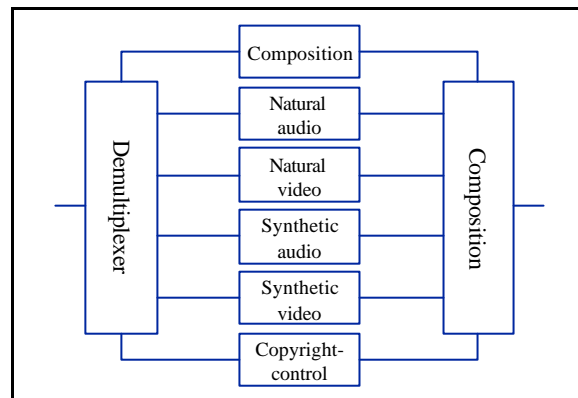 Composition
Natural
audio
Natural
video
Synthetic
audio
Synthetic
video
Copyright-
control
Demultiplexer
Composition